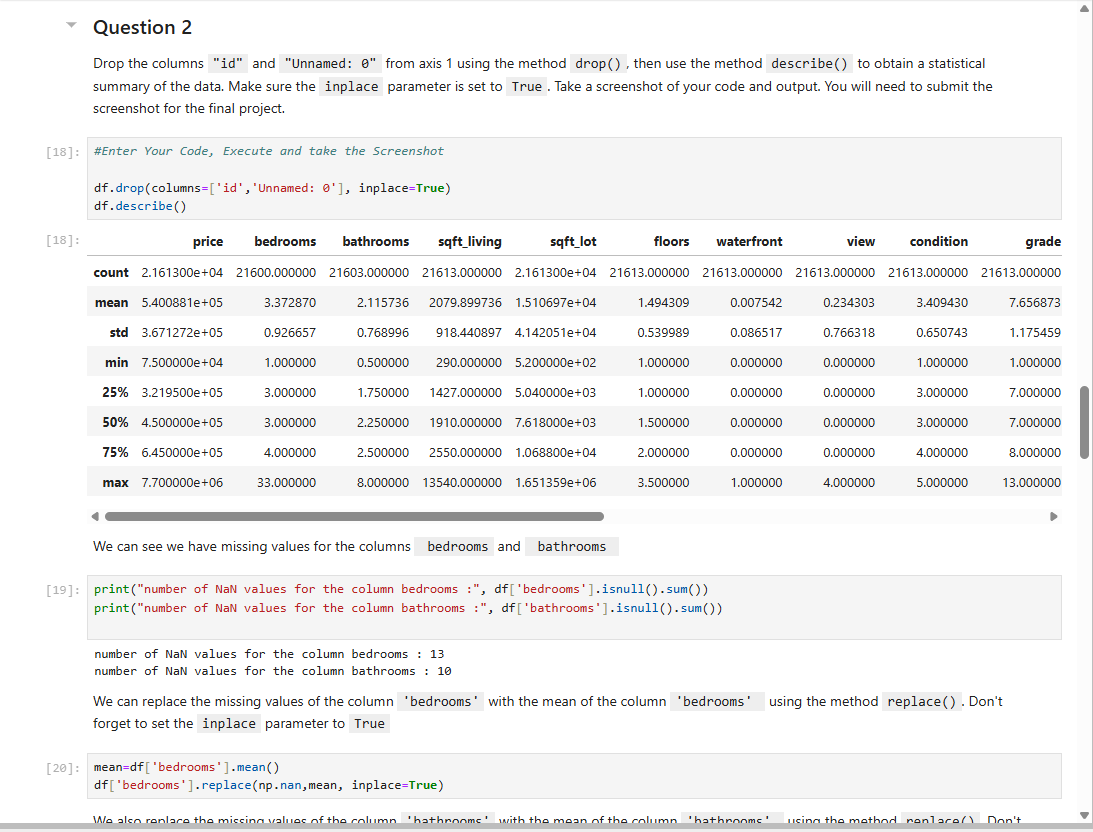 Question 2
Drop the columns "id" and "Unnamed: 0" from axis 1 using the method drop(), then use the method describe() to obtain a statistical
summary of the data. Make sure the inplace parameter is set to True. Take a screenshot of your code and output. You will need to submit the
screenshot for the final project.
[18]: #Enter Your Code, Execute and take the Screenshot
df.drop(columns=['id','Unnamed: 0'], inplace=True)
df.describe()
[18]: price bedrooms bathrooms sqft_living sqft_lot floors waterfront view condition grade
count 2.161300e+04 21600.000000 21603.000000 21613.000000 2.161300e+04 21613.000000 21613.000000 21613.000000 21613.000000 21613.000000
mean 5.400881e+05 3.372870 2.115736 2079.899736 1.510697e+04 1.494309 0.007542 0.234303 3.409430 7.656873
std 3.671272e+05 0.926657 0.768996 918.440897 4.142051e+04 0.539989 0.086517 0.766318 0.650743 1.175459
min 7.500000e+04 1.000000 0.500000 290.000000 5.200000e+02 1.000000 0.000000 0.000000 1.000000 1.000000
25% 3.219500e+05 3.000000 1.750000 1427.000000 5.040000e+03 1.000000 0.000000 0.000000 3.000000 7.000000
50% 4.500000e+05 3.000000 2.250000 1910.000000 7.618000e+03 1.500000 0.000000 0.000000 3.000000 7.000000
75% 6.450000e+05 4.000000 2.500000 2550.000000 1.068800e+04 2.000000 0.000000 0.000000 4.000000 8.000000
max 7.700000e+06 33.000000 8.000000 13540.000000 1.651359e+06 3.500000 1.000000 4.000000 5.000000 13.000000
We can see we have missing values for the columns bedrooms and bathrooms
[19]: print("number of NaN values for the column bedrooms :", df['bedrooms'].isnull().sum())
print("number of NaN values for the column bathrooms :", df['bathrooms'].isnull().sum())
number of NaN values for the column bedrooms : 13
number of NaN values for the column bathrooms : 10
We can replace the missing values of the column 'bedrooms' with the mean of the column 'bedrooms' using the method replace(). Don't
forget to set the inplace parameter to True
[20]: mean=df['bedrooms'].mean()
df['bedrooms'].replace(np.nan,mean, inplace=True)
We also replace the missing values of the column 'bathrooms' with the mean of the column 'bathrooms' using the method replace(). Don't